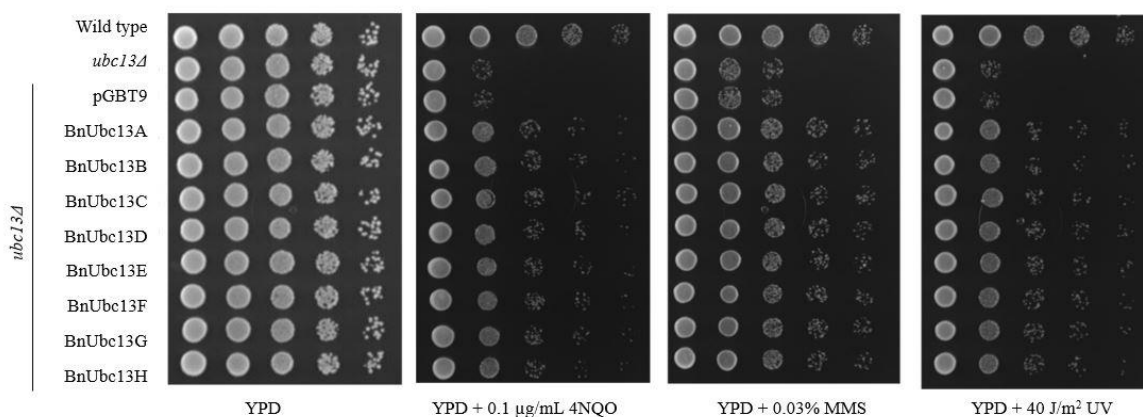 Wild type
ubc13Δ
pGBT9
BnUbc13A
BnUbc13B
BnUbc13C
BnUbc13D
BnUbc13E
BnUbc13F
BnUbc13G
BnUbc13H
ubc13Δ
YPD
YPD + 0.1 µg/mL 4NQO
YPD + 0.03% MMS
YPD + 40 J/m² UV